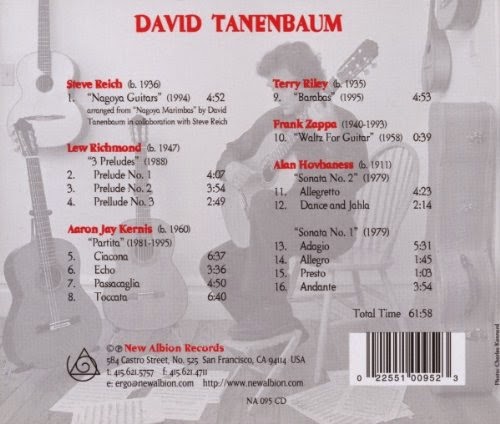 DAVID TANENBAUM
Steve Reich (b. 1936)
1. "Nagoya Guitars" (1994) 4:52
arranged from "Nagoya Marimbas" by David
Tanenbaum in collaboration with Steve Reich
Lew Richmond (b. 1947)
"3 Preludes" (1988)
2. Prelude No. 1 4:07
3. Prelude No. 2 3:54
4. Prellude No. 3 2:49
Aaron Jay Kernis (b. 1960)
"Partita" (1981-1995)
5. Ciacona 6:37
6. Echo 3:36
7. Passacaglia 4:30
8. Toccata 6:40
Terry Riley (b. 1935)
9. "Barabas" (1995) 4:53
Frank Zappa (1940-1993)
10. "Waltz For Guitar" (1958) 0:39
Alan Hovhaness (b. 1911)
"Sonata No. 2" (1979)
11. Allegretto 4:23
12. Dance and Jahla 2:14
"Sonata No. 1" (1979)
13. Adagio 5:31
14. Allegro 1:45
15. Presto 1:03
16. Andante 3:54
Total Time 61:58
©℗ New Albion Records
584 Castro Street, No. 525 San Francisco, CA 94114 USA
t: 415.621.5757 f: 415.621.4711
e: ergo@newalbion.com http://www.newalbion.com
NA 095 CD
0 22551 00952 3
Photo: Charles Kennard